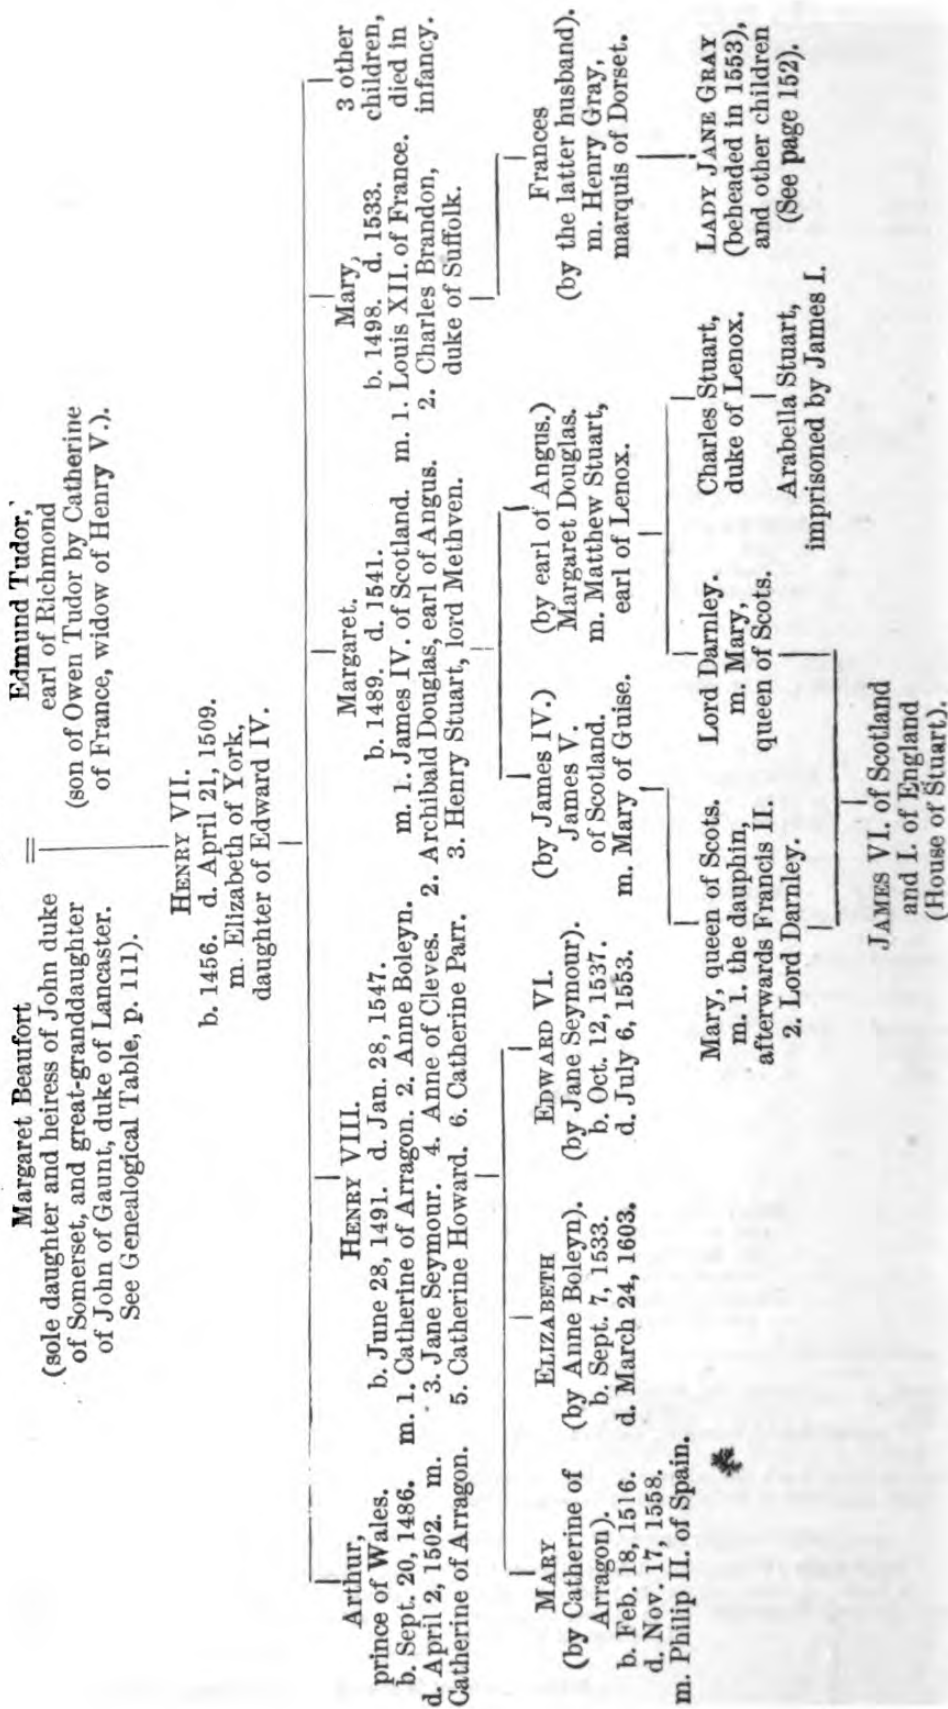 Margaret Beaufort
(sole daughter and heiress of John duke
of Somerset, and great-granddaughter
of John of Gaunt, duke of Lancaster.
See Genealogical Table, p. 111).
=
Edmund Tudor,
earl of Richmond
(son of Owen Tudor by Catherine
of France, widow of Henry V.).
HENRY VII.
b. 1456. d. April 21, 1509.
m. Elizabeth of York,
daughter of Edward IV.
Arthur,
prince of Wales.
b. Sept. 20, 1486.
d. April 2, 1502. m.
Catherine of Arragon.
HENRY VIII.
b. June 28, 1491. d. Jan. 28, 1547.
m. 1. Catherine of Arragon. 2. Anne Boleyn.
3. Jane Seymour. 4. Anne of Cleves.
5. Catherine Howard. 6. Catherine Parr.
Margaret.
b. 1489. d. 1541.
m. 1. James IV. of Scotland.
2. Archibald Douglas, earl of Angus.
3. Henry Stuart, lord Methven.
Mary,
b. 1498. d. 1533.
m. 1. Louis XII. of France.
2. Charles Brandon,
duke of Suffolk.
3 other
children,
died in
infancy.
MARY
(by Catherine of
Arragon).
b. Feb. 18, 1516.
d. Nov. 17, 1558.
m. Philip II. of Spain.
ELIZABETH
(by Anne Boleyn).
b. Sept. 7, 1533.
d. March 24, 1603.
EDWARD VI.
(by Jane Seymour).
b. Oct. 12, 1537.
d. July 6, 1553.
(by James IV.)
James V.
of Scotland.
m. Mary of Guise.
(by earl of Angus.)
Margaret Douglas.
m. Matthew Stuart,
earl of Lenox.
Frances
(by the latter husband).
m. Henry Gray,
marquis of Dorset.
Mary, queen of Scots.
m. 1. the dauphin,
afterwards Francis II.
2. Lord Darnley.
Lord Darnley.
m. Mary,
queen of Scots.
Charles Stuart,
duke of Lenox.
Arabella Stuart,
imprisoned by James I.
LADY JANE GRAY
(beheaded in 1553),
and other children
(See page 152).
JAMES VI. of Scotland
and I. of England
(House of Stuart).